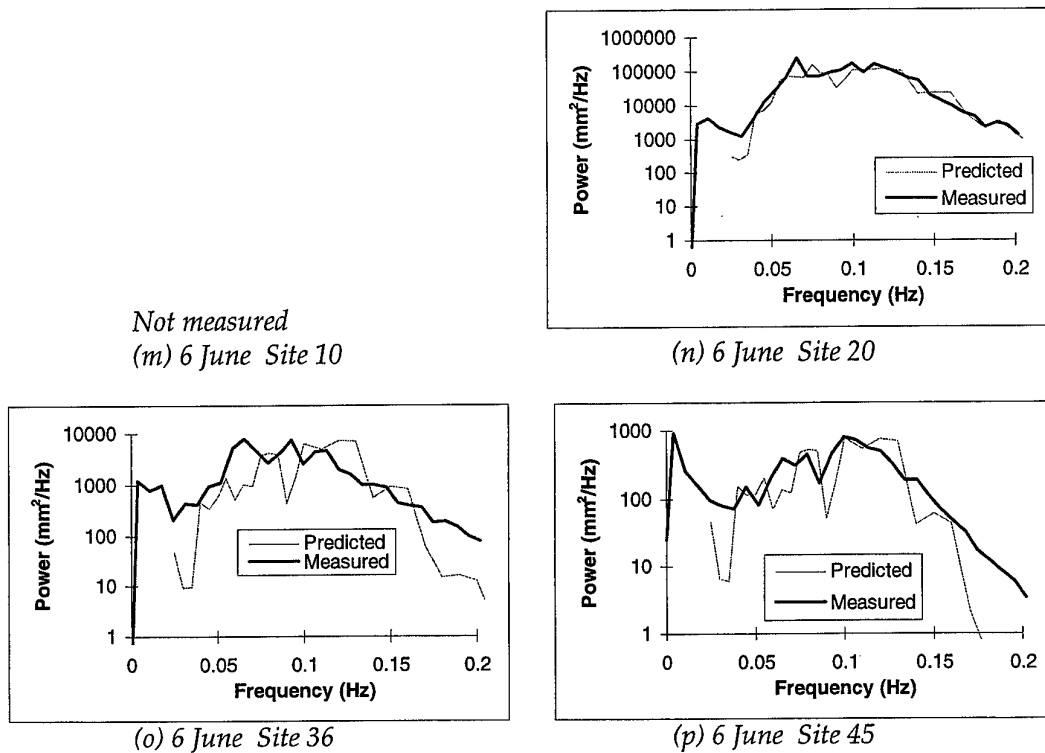 1000000
100000
10000
1000
100
10
1
Power (mm²/Hz)
Predicted
Measured
0 0.05 0.1 0.15 0.2
Frequency (Hz)
Not measured
(m) 6 June Site 10
(n) 6 June Site 20
10000
1000
100
10
1
Power (mm²/Hz)
Predicted
Measured
0 0.05 0.1 0.15 0.2
Frequency (Hz)
(o) 6 June Site 36
1000
100
10
1
Power (mm²/Hz)
Predicted
Measured
0 0.05 0.1 0.15 0.2
Frequency (Hz)
(p) 6 June Site 45